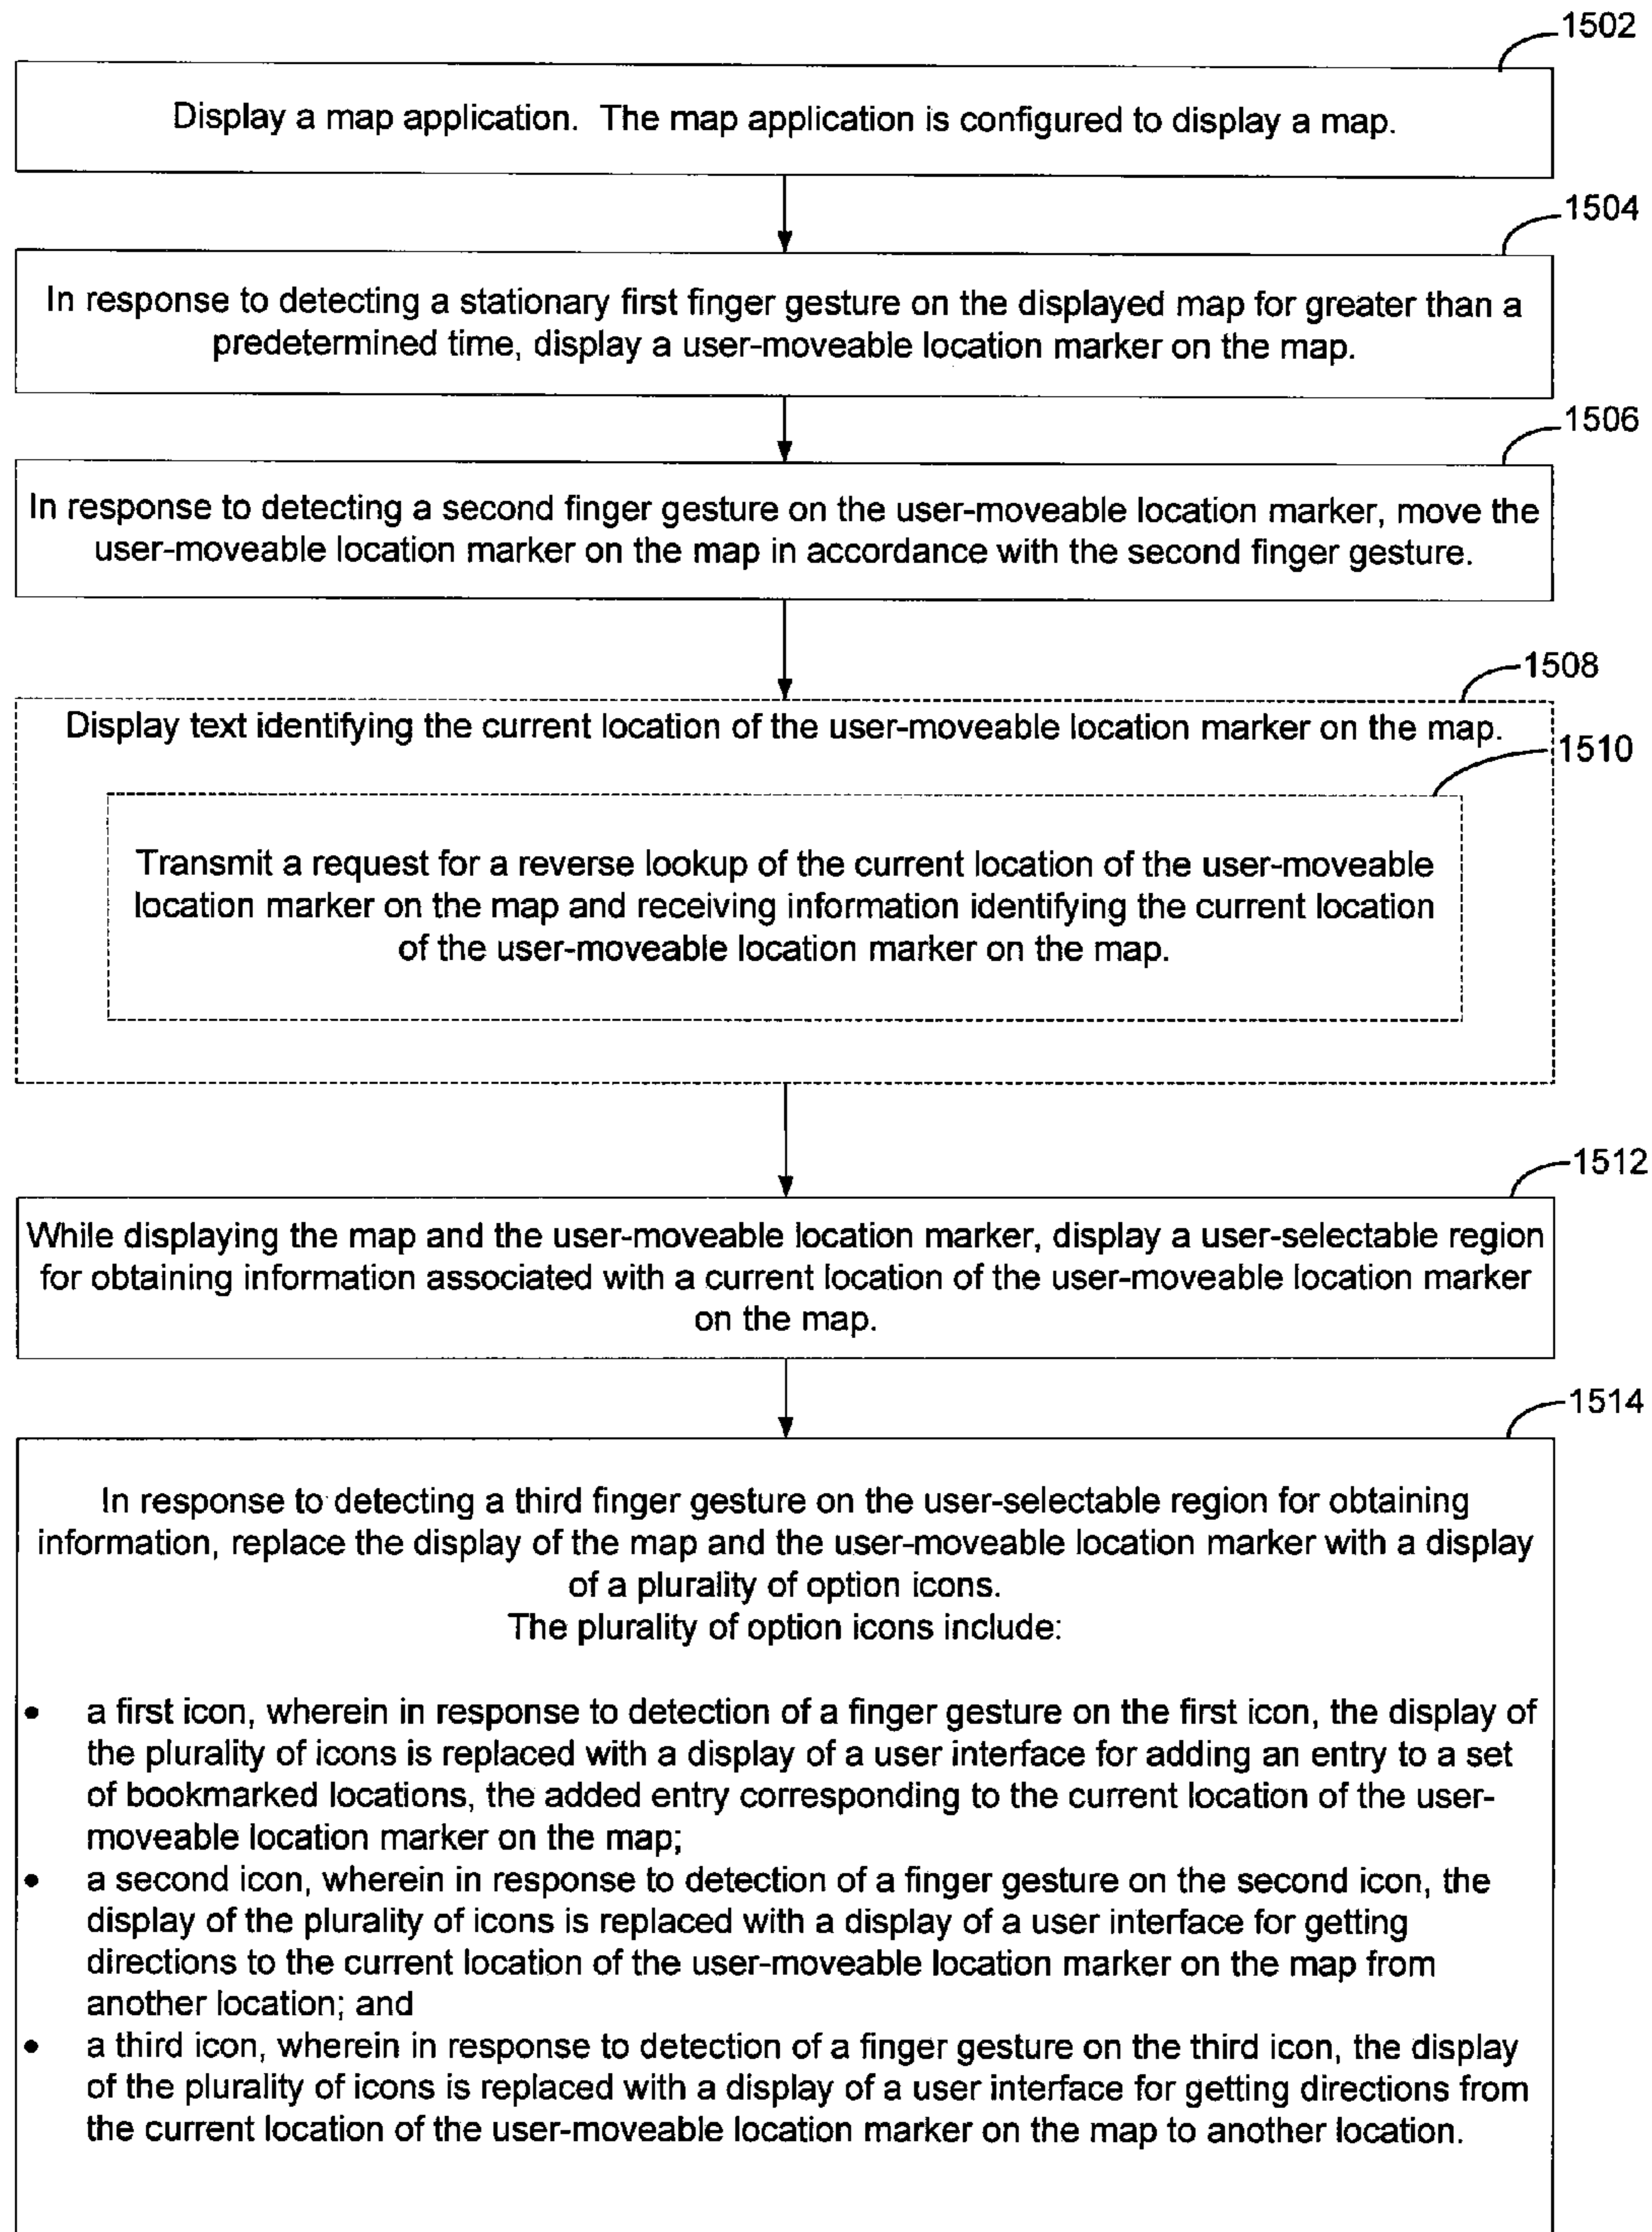 1502
Display a map application. The map application is configured to display a map.
1504
In response to detecting a stationary first finger gesture on the displayed map for greater than a
predetermined time, display a user-moveable location marker on the map.
1506
In response to detecting a second finger gesture on the user-moveable location marker, move the
user-moveable location marker on the map in accordance with the second finger gesture.
1508
Display text identifying the current location of the user-moveable location marker on the map.
1510
Transmit a request for a reverse lookup of the current location of the user-moveable
location marker on the map and receiving information identifying the current location
of the user-moveable location marker on the map.
1512
While displaying the map and the user-moveable location marker, display a user-selectable region
for obtaining information associated with a current location of the user-moveable location marker
on the map.
1514
In response to detecting a third finger gesture on the user-selectable region for obtaining
information, replace the display of the map and the user-moveable location marker with a display
of a plurality of option icons.
The plurality of option icons include:
• a first icon, wherein in response to detection of a finger gesture on the first icon, the display of
the plurality of icons is replaced with a display of a user interface for adding an entry to a set
of bookmarked locations, the added entry corresponding to the current location of the user-
moveable location marker on the map;
• a second icon, wherein in response to detection of a finger gesture on the second icon, the
display of the plurality of icons is replaced with a display of a user interface for getting
directions to the current location of the user-moveable location marker on the map from
another location; and
• a third icon, wherein in response to detection of a finger gesture on the third icon, the display
of the plurality of icons is replaced with a display of a user interface for getting directions from
the current location of the user-moveable location marker on the map to another location.